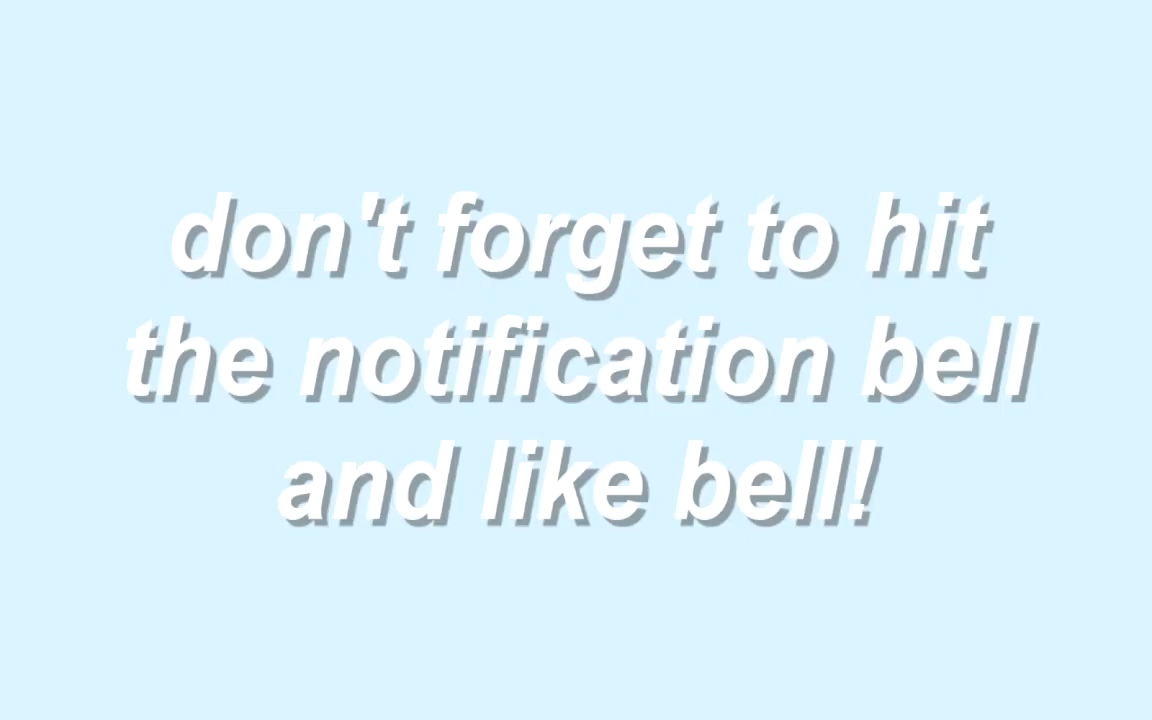 don't forget to hit
the notification bell
and like bell!